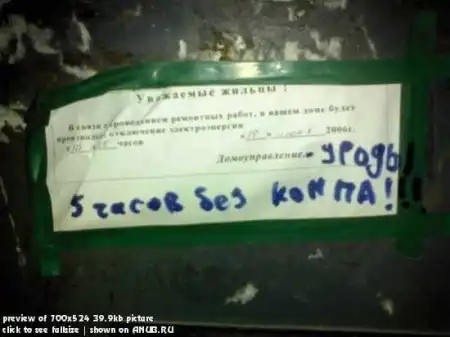 Уважаемые жильцы !
В связи с проведением ремонтных работ, в вашем доме будет
произведено отключение электроэнергии
2006г.
часов
Домоуправление - УРОДЫ!
5 часов без компа!!!
preview of 700x524 39.9kb picture
click to see fullsize | shown on ANUB.RU